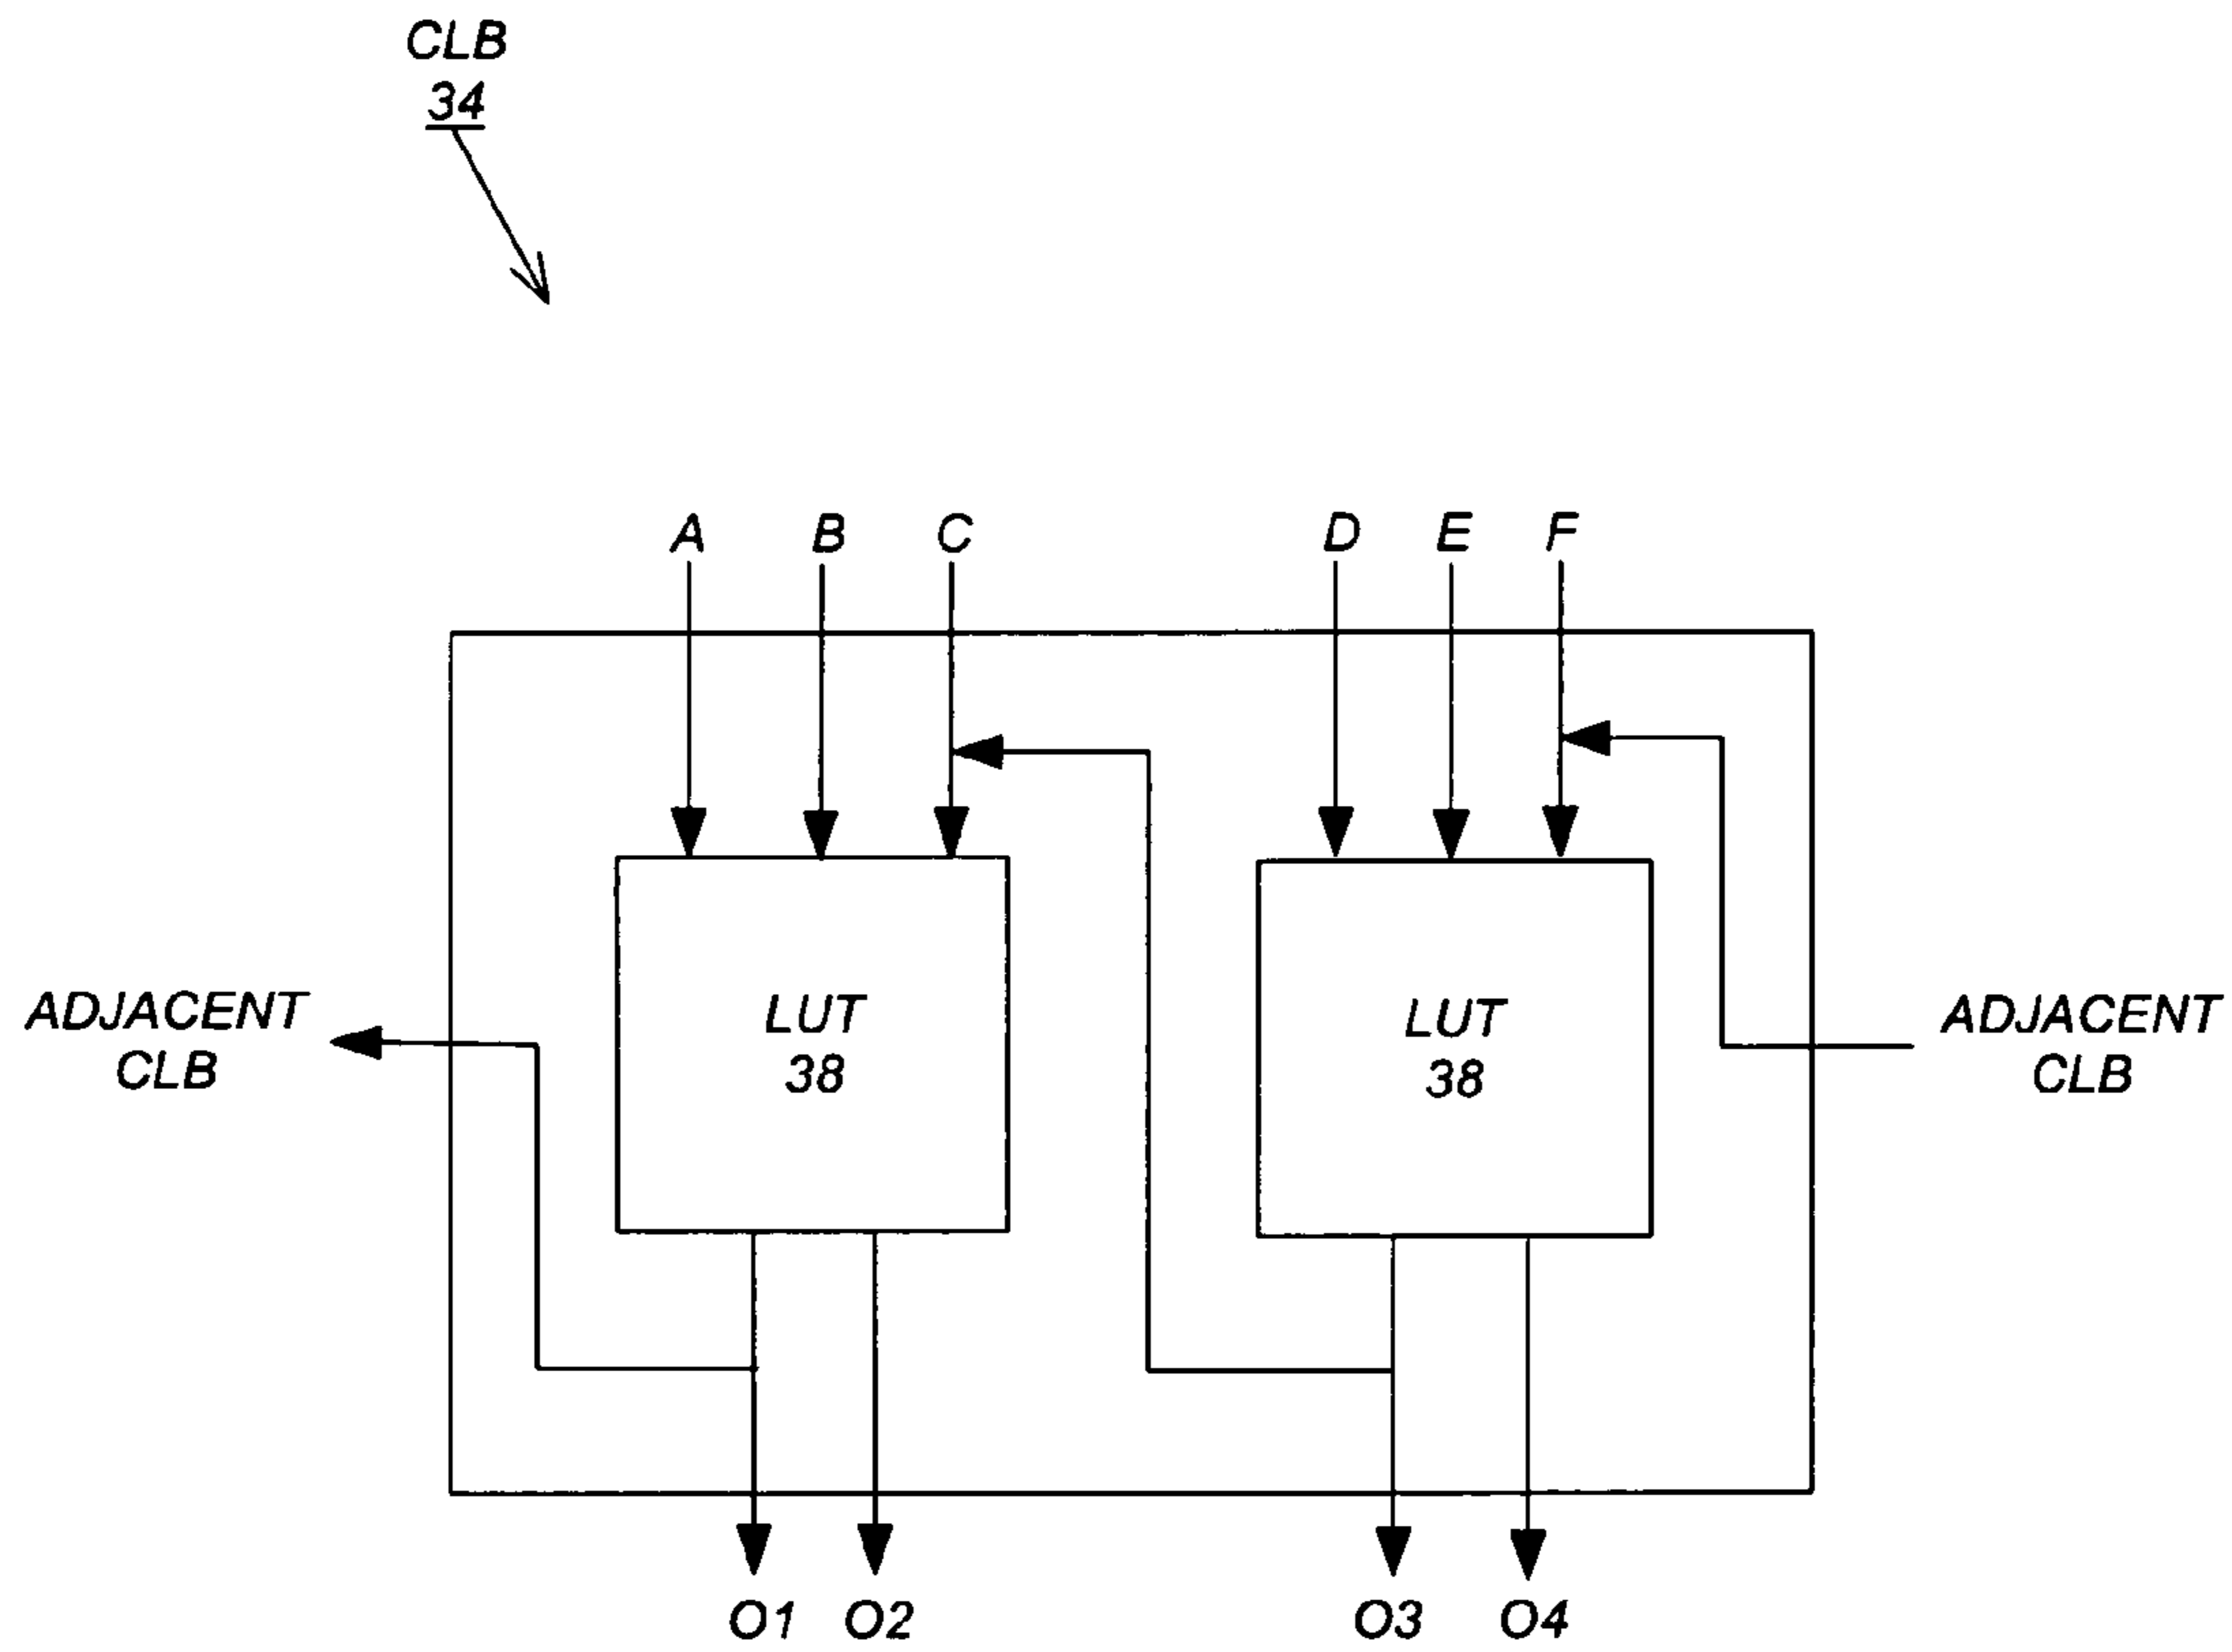 CLB
34
A B C D E F
ADJACENT
CLB
LUT
38
LUT
38
ADJACENT
CLB
O1 O2 O3 O4